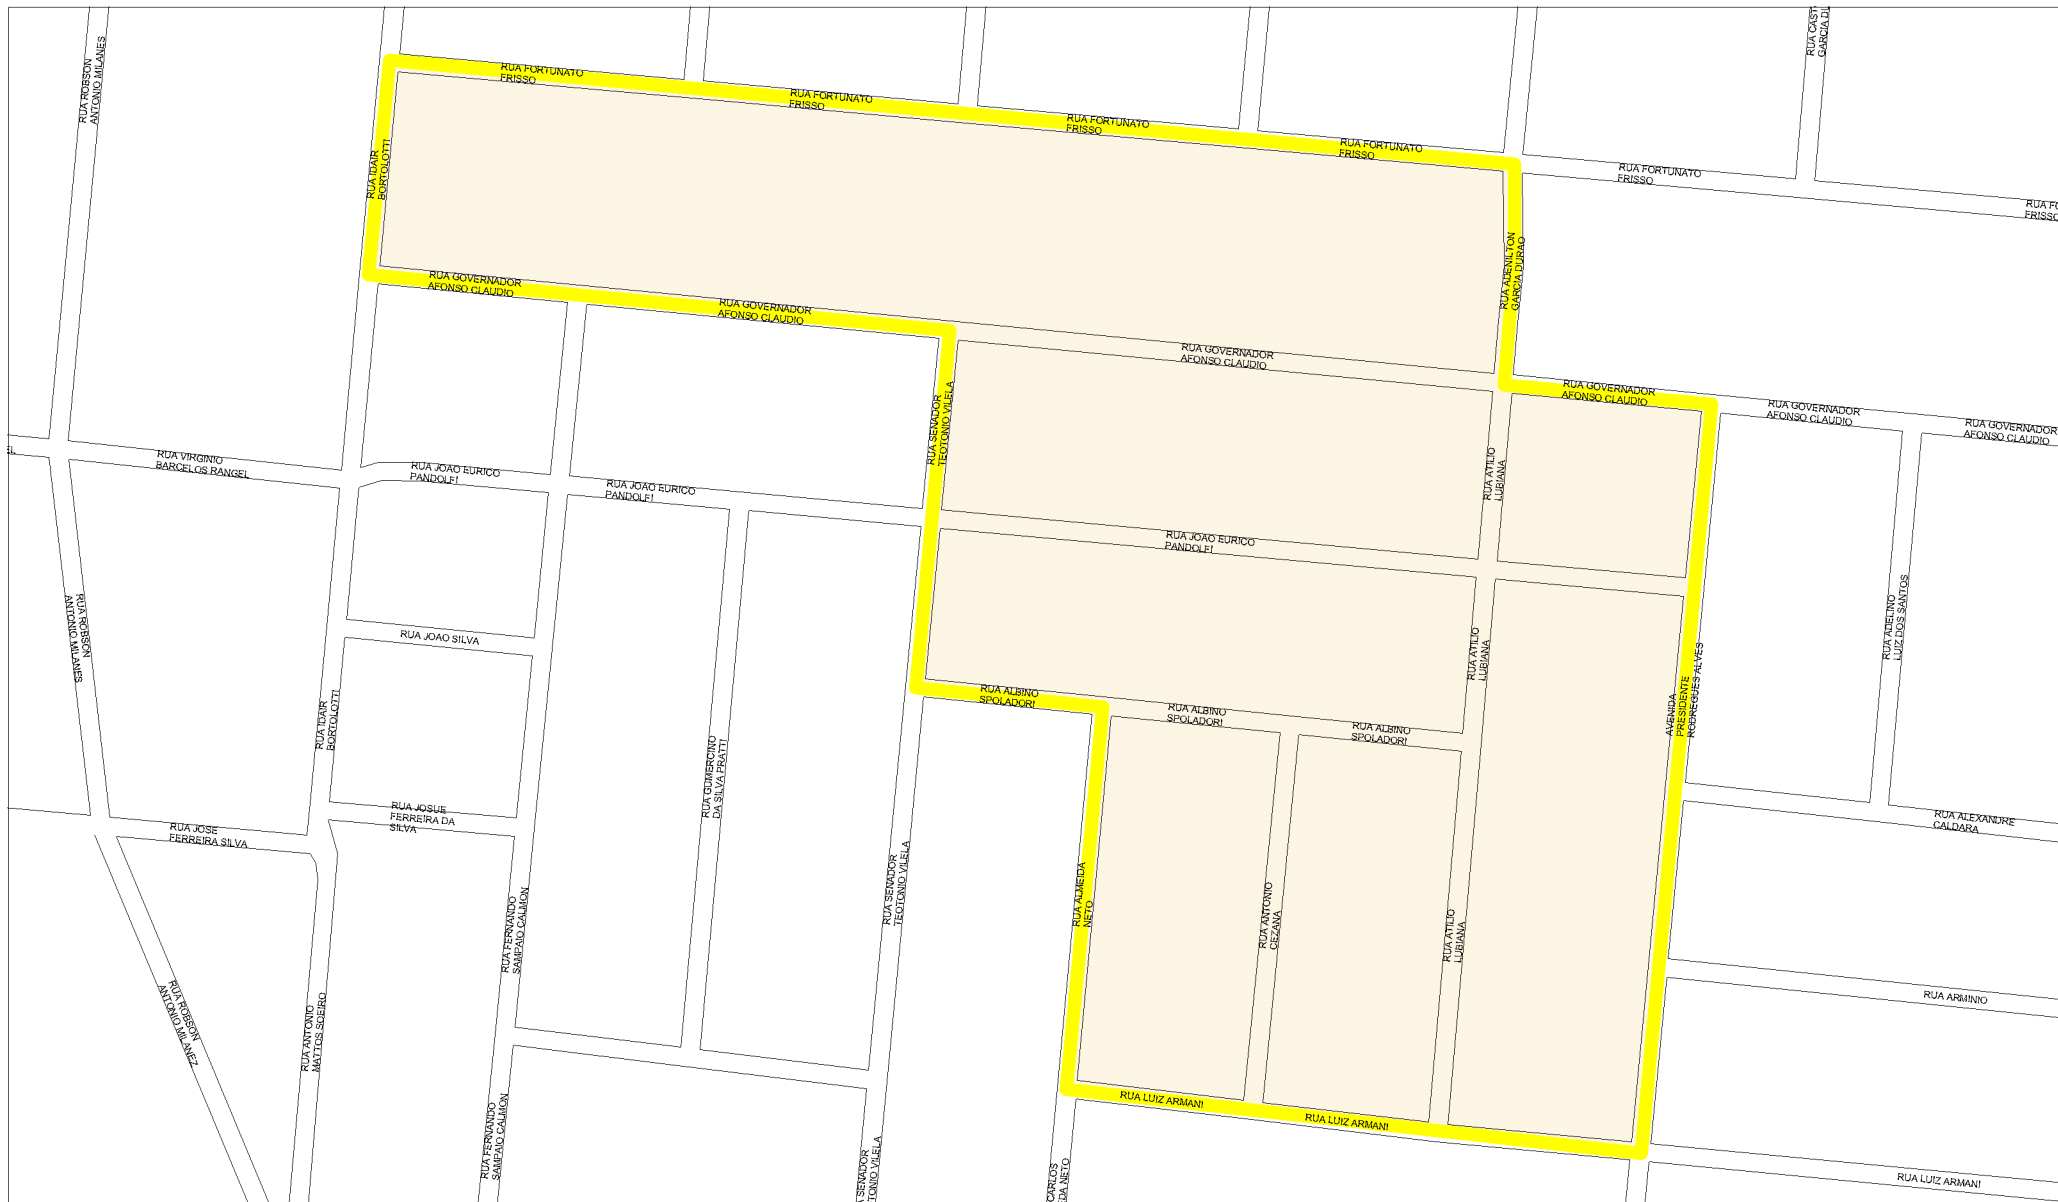 RUA ROBSON
ANTONIO MILANES
RUA FORTUNATO
FRISSO
RUA FORTUNATO
FRISSO
RUA FORTUNATO
FRISSO
RUA FORTUNATO
FRISSO
RUA FORTUNATO
FRISSO
FRISSO
RUA IDAIR
BORTOLOTTI
RUA ADENILTON
GARCIA DURAO
RUA GOVERNADOR
AFONSO CLAUDIO
RUA GOVERNADOR
AFONSO CLAUDIO
RUA GOVERNADOR
AFONSO CLAUDIO
RUA GOVERNADOR
AFONSO CLAUDIO
RUA GOVERNADOR
AFONSO CLAUDIO
RUA GOVERNADOR
AFONSO CLAUDIO
RUA SENADOR
TEOTONIO VILELA
RUA VIRGINIO
BARCELOS RANGEL
RUA JOAO EURICO
PANDOLFI
RUA JOAO EURICO
PANDOLFI
RUA JOAO EURICO
PANDOLFI
RUA ATILIO
LUBIANA
RUA ROBSON
ANTONIO MILANES
RUA JOAO SILVA
RUA ATILIO
LUBIANA
RUA ADELINO
LUIZ DOS SANTOS
RUA IDAIR
BORTOLOTTI
RUA ALBINO
SPOLADORI
RUA ALBINO
SPOLADORI
RUA ALBINO
SPOLADORI
AVENIDA
PRESIDENTE
RODREGUES ALVES
RUA GUMERCINO
DA SILVA PRATTI
RUA JOSE
FERREIRA SILVA
RUA JOSUE
FERREIRA DA
SILVA
RUA ALEXANDRE
CALDARA
RUA SENADOR
TEOTONIO VILELA
RUA ALMEIDA
NETO
RUA ANTONIO
CEZANA
RUA ATILIO
LUBIANA
RUA FERNANDO
SAMPAIO CALMON
RUA ROBSON
ANTONIO MILANEZ
RUA ANTONIO
MATTOS SOEIRO
RUA ARMINIO
RUA LUIZ ARMANI
RUA LUIZ ARMANI
RUA FERNANDO
SAMPAIO CALMON
SENADOR
CARLOS
NETO
RUA LUIZ ARMANI